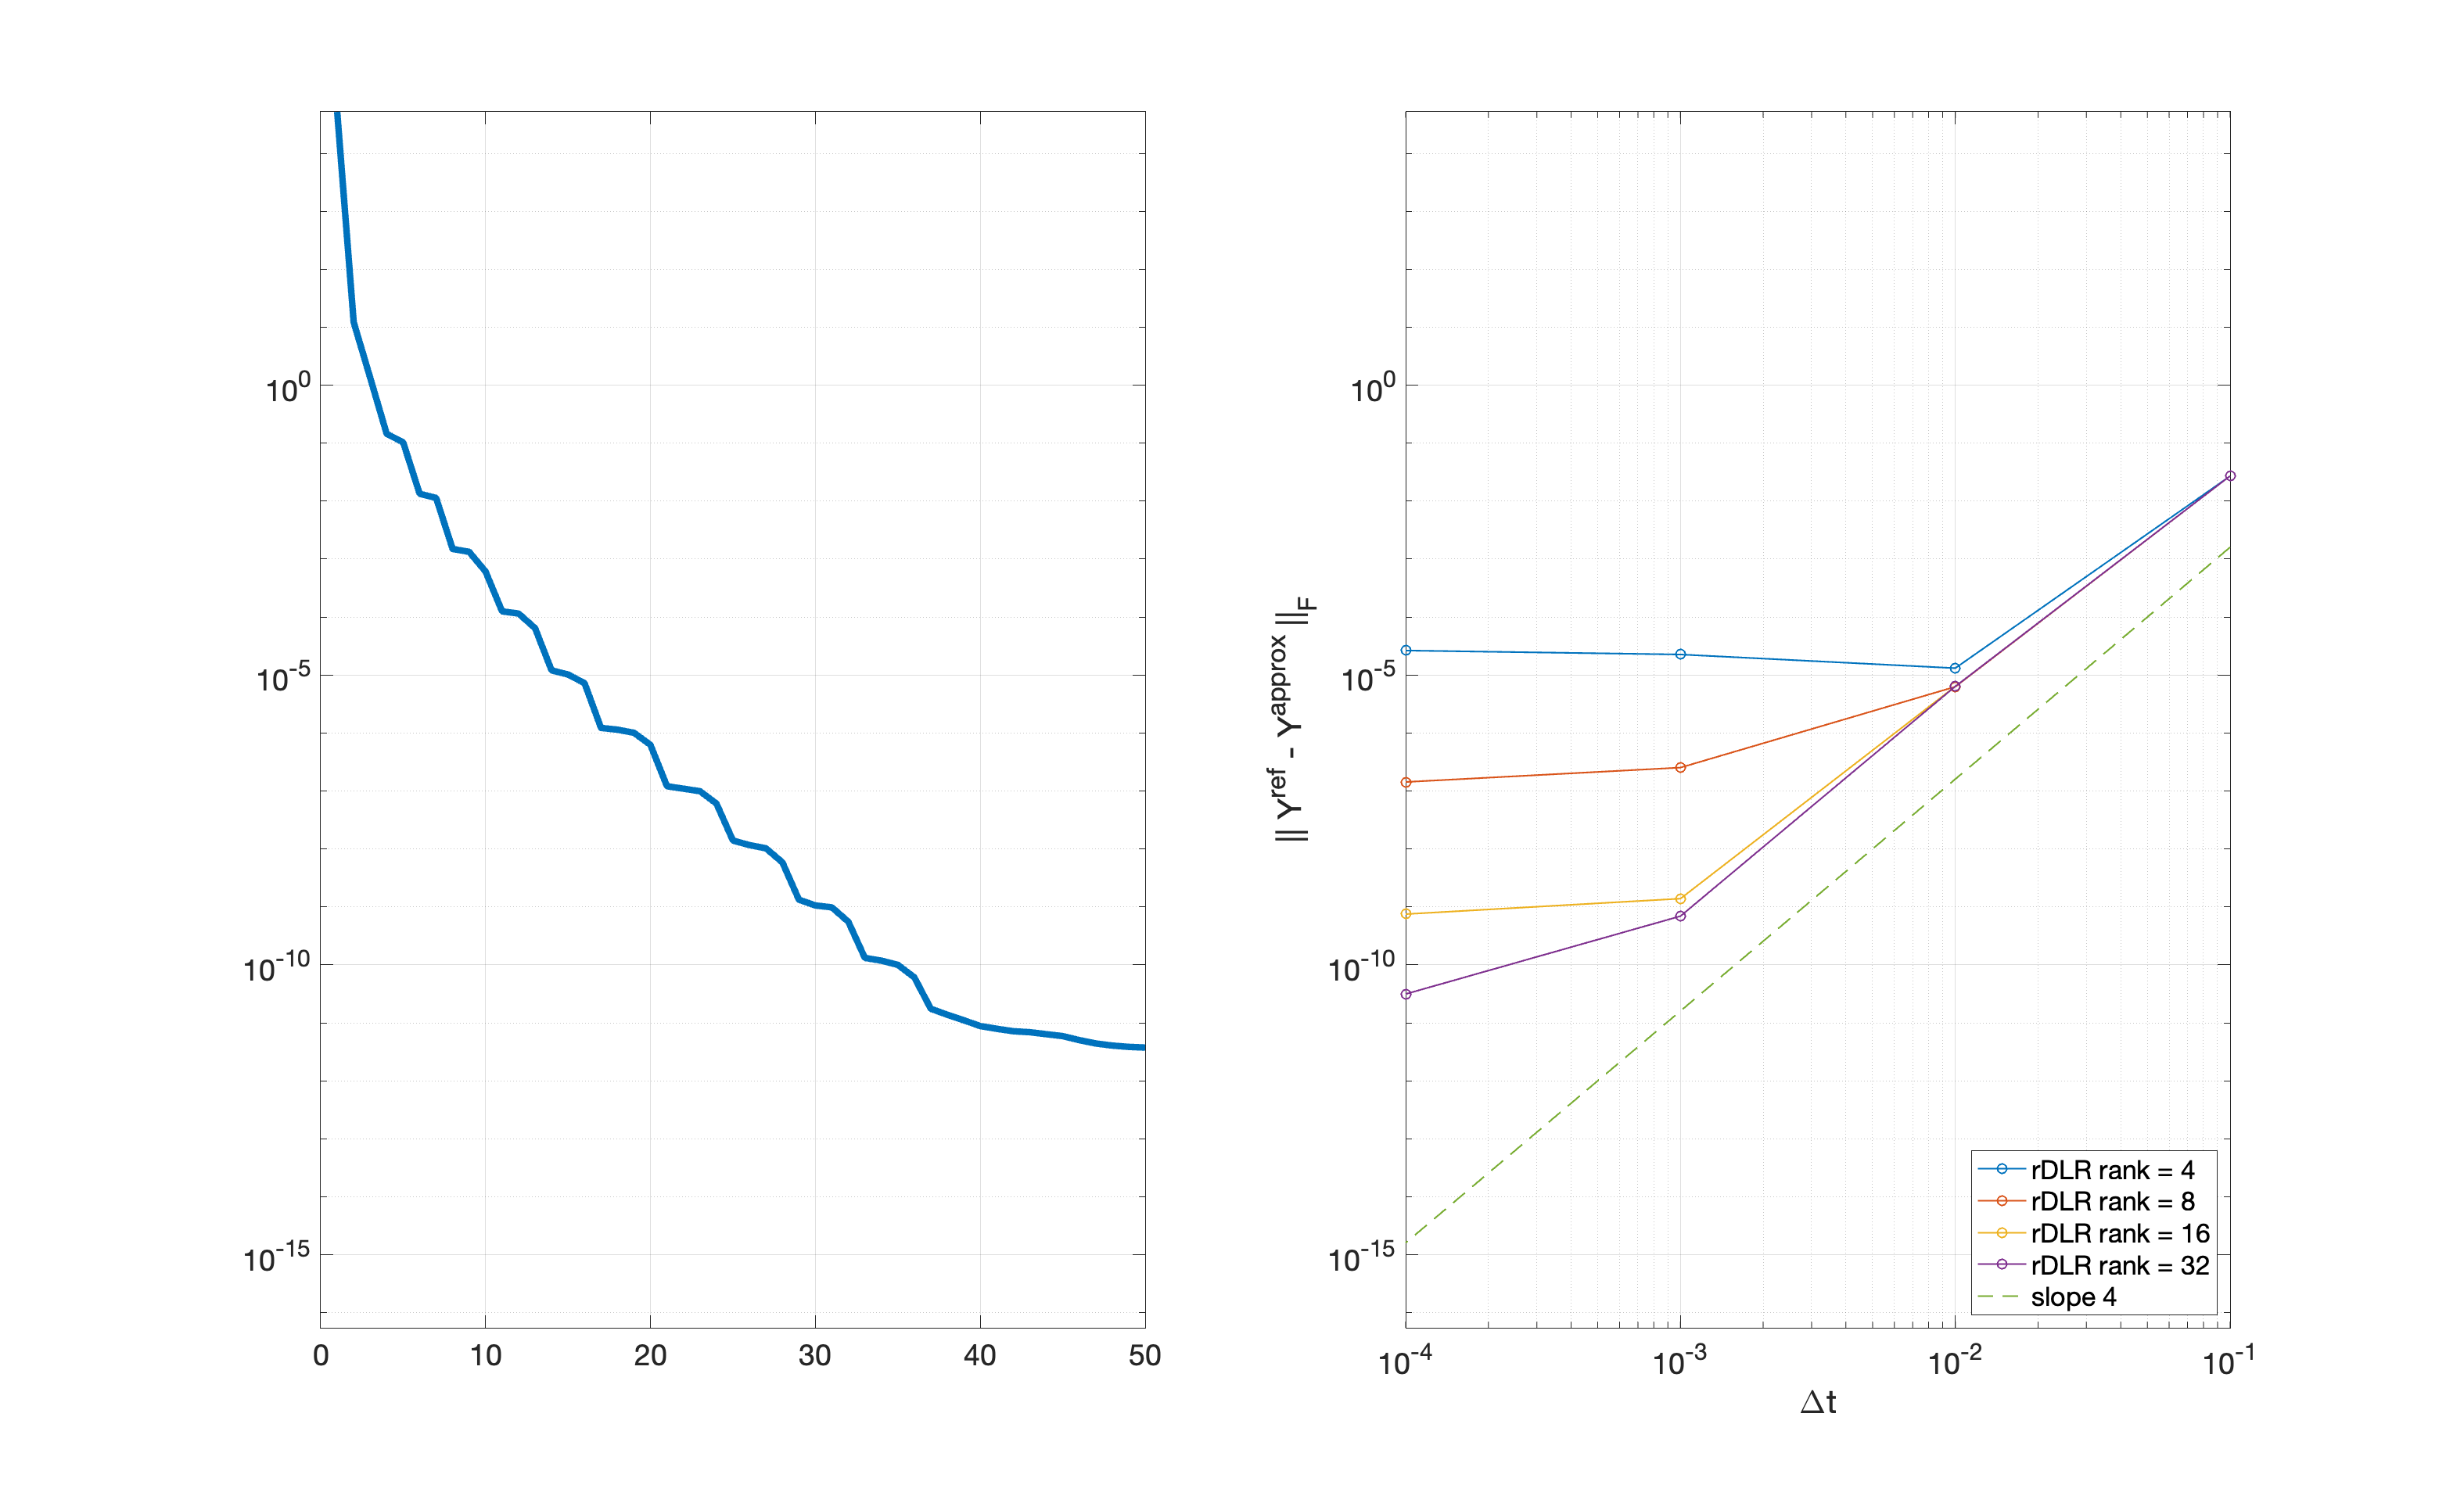 10^0
10^-5
10^-10
10^-15
0 10 20 30 40 50
|| Y^ref - Y^approx ||_F
10^0
10^-5
10^-10
10^-15
10^-4 10^-3 10^-2 10^-1
Δt
rDLR rank = 4
rDLR rank = 8
rDLR rank = 16
rDLR rank = 32
slope 4